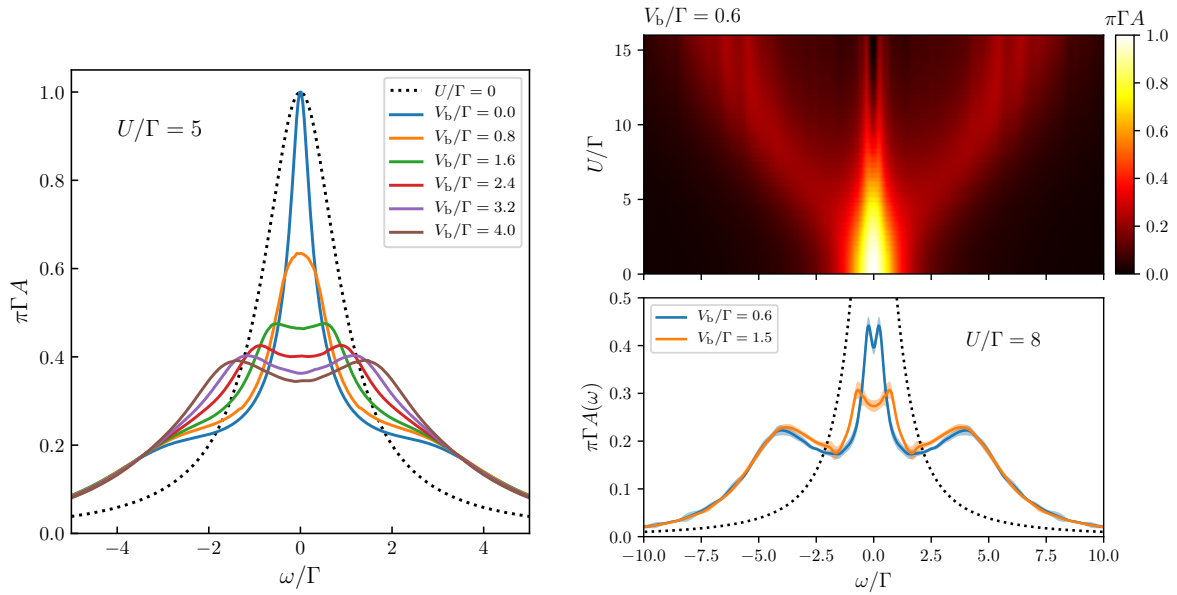 U/Γ = 5
U/Γ = 0
V_b/Γ = 0.0
V_b/Γ = 0.8
V_b/Γ = 1.6
V_b/Γ = 2.4
V_b/Γ = 3.2
V_b/Γ = 4.0
1.0
0.8
0.6
0.4
0.2
0.0
πΓA
−4
−2
0
2
4
ω/Γ
V_b/Γ = 0.6
πΓA
15
10
5
0
U/Γ
1.0
0.8
0.6
0.4
0.2
0.0
V_b/Γ = 0.6
V_b/Γ = 1.5
U/Γ = 8
0.5
0.4
0.3
0.2
0.1
0.0
πΓA(ω)
−10.0
−7.5
−5.0
−2.5
0.0
2.5
5.0
7.5
10.0
ω/Γ